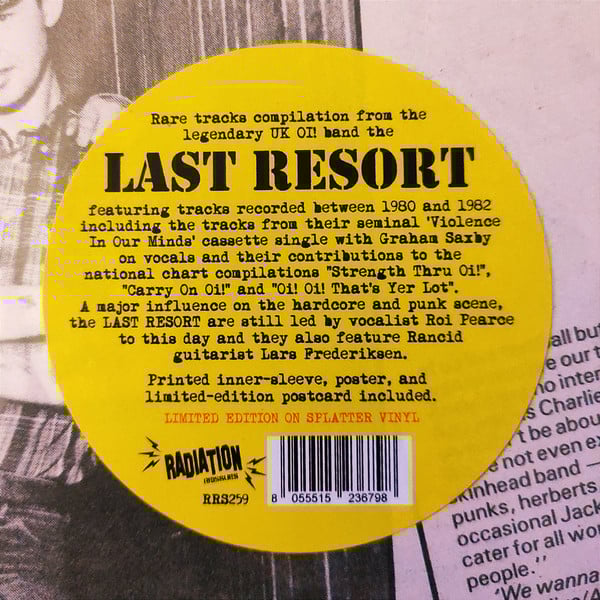 Rare tracks compilation from the
legendary UK OI! band the
LAST RESORT
featuring tracks recorded between 1980 and 1982
including the tracks from their seminal 'Violence
In Our Minds' cassette single with Graham Saxby
on vocals and their contributions to the
national chart compilations "Strength Thru Oi!",
"Carry On Oi!" and "Oi! Oi! That's Yer Lot".
A major influence on the hardcore and punk scene,
the LAST RESORT are still led by vocalist Roi Pearce
to this day and they also feature Rancid
guitarist Lars Frederiksen.
Printed inner-sleeve, poster, and
limited-edition postcard included.
LIMITED EDITION ON SPLATTER VINYL
RADIATION
RRS259
8 055515 236798
all bu
e our t
no inter
s Charlie
't be abou
not even ex
kinhead band —
punks, herberts
occasional Jack
cater for all wo
people.''
'We wanna